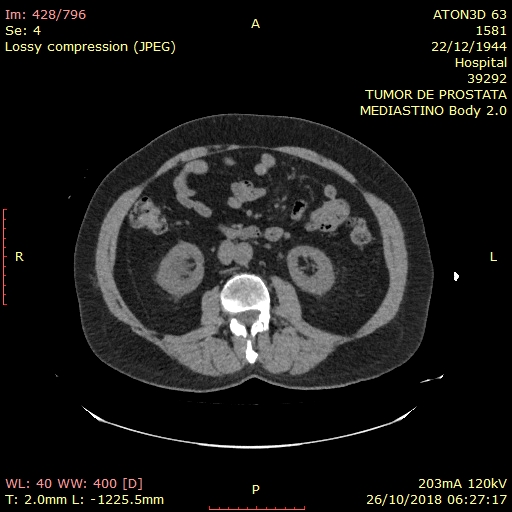 Im: 428/796
Se: 4
Lossy compression (JPEG)
A
ATON3D 63
1581
22/12/1944
Hospital
39292
TUMOR DE PROSTATA
MEDIASTINO Body 2.0
R
L
WL: 40 WW: 400 [D]
T: 2.0mm L: -1225.5mm
P
203mA 120kV
26/10/2018 06:27:17